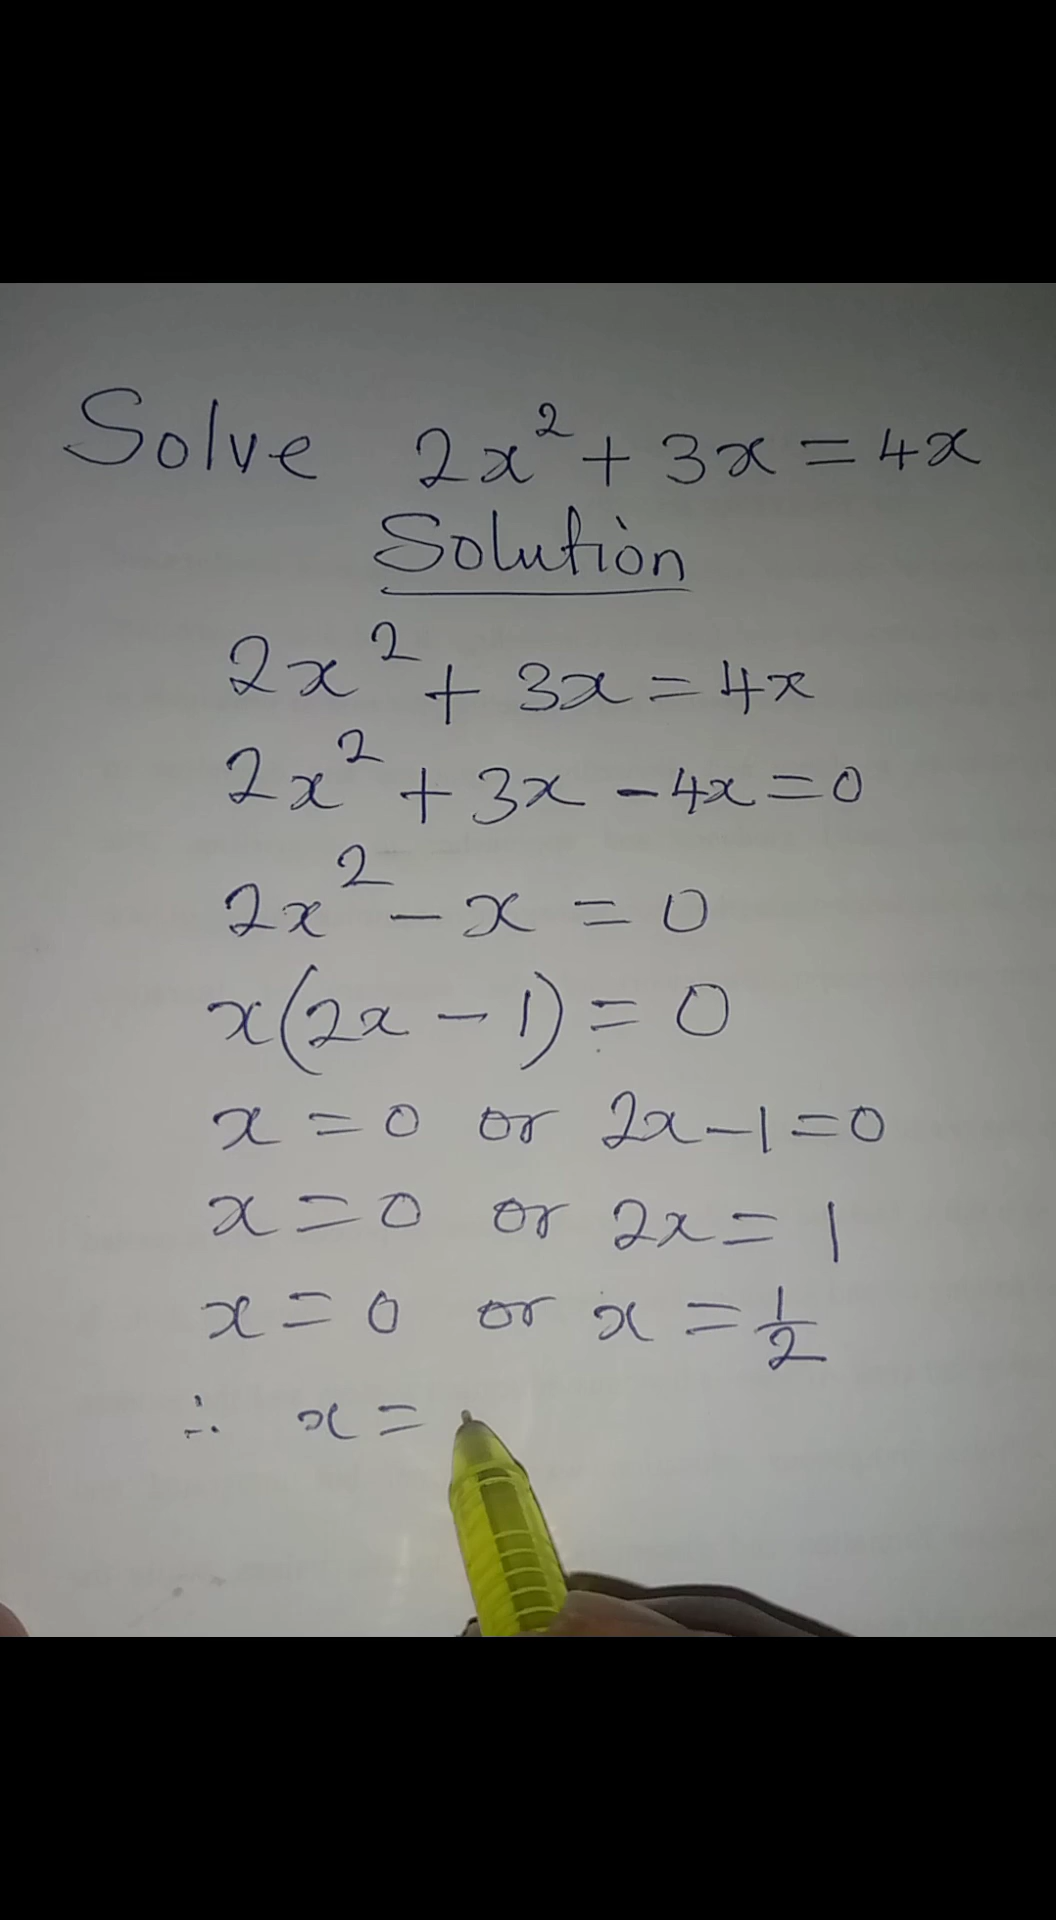 Solve 2x² + 3x = 4x
Solution
2x² + 3x = 4x
2x² + 3x - 4x = 0
2x² - x = 0
x(2x - 1) = 0
x = 0 or 2x - 1 = 0
x = 0 or 2x = 1
x = 0 or x = 1/2
∴ x =